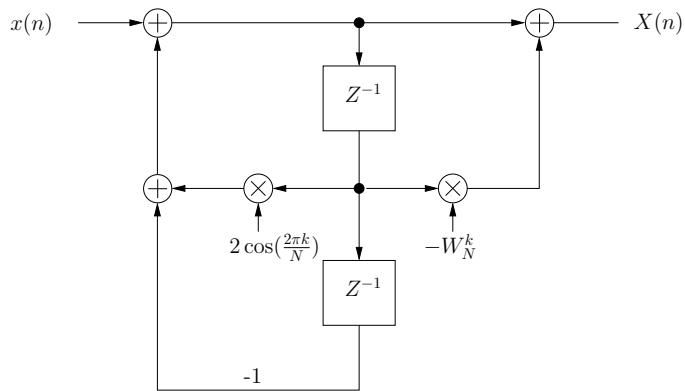 x(n) X(n)
Z⁻¹
2 cos(2πk/N) −W_N^k
Z⁻¹
-1